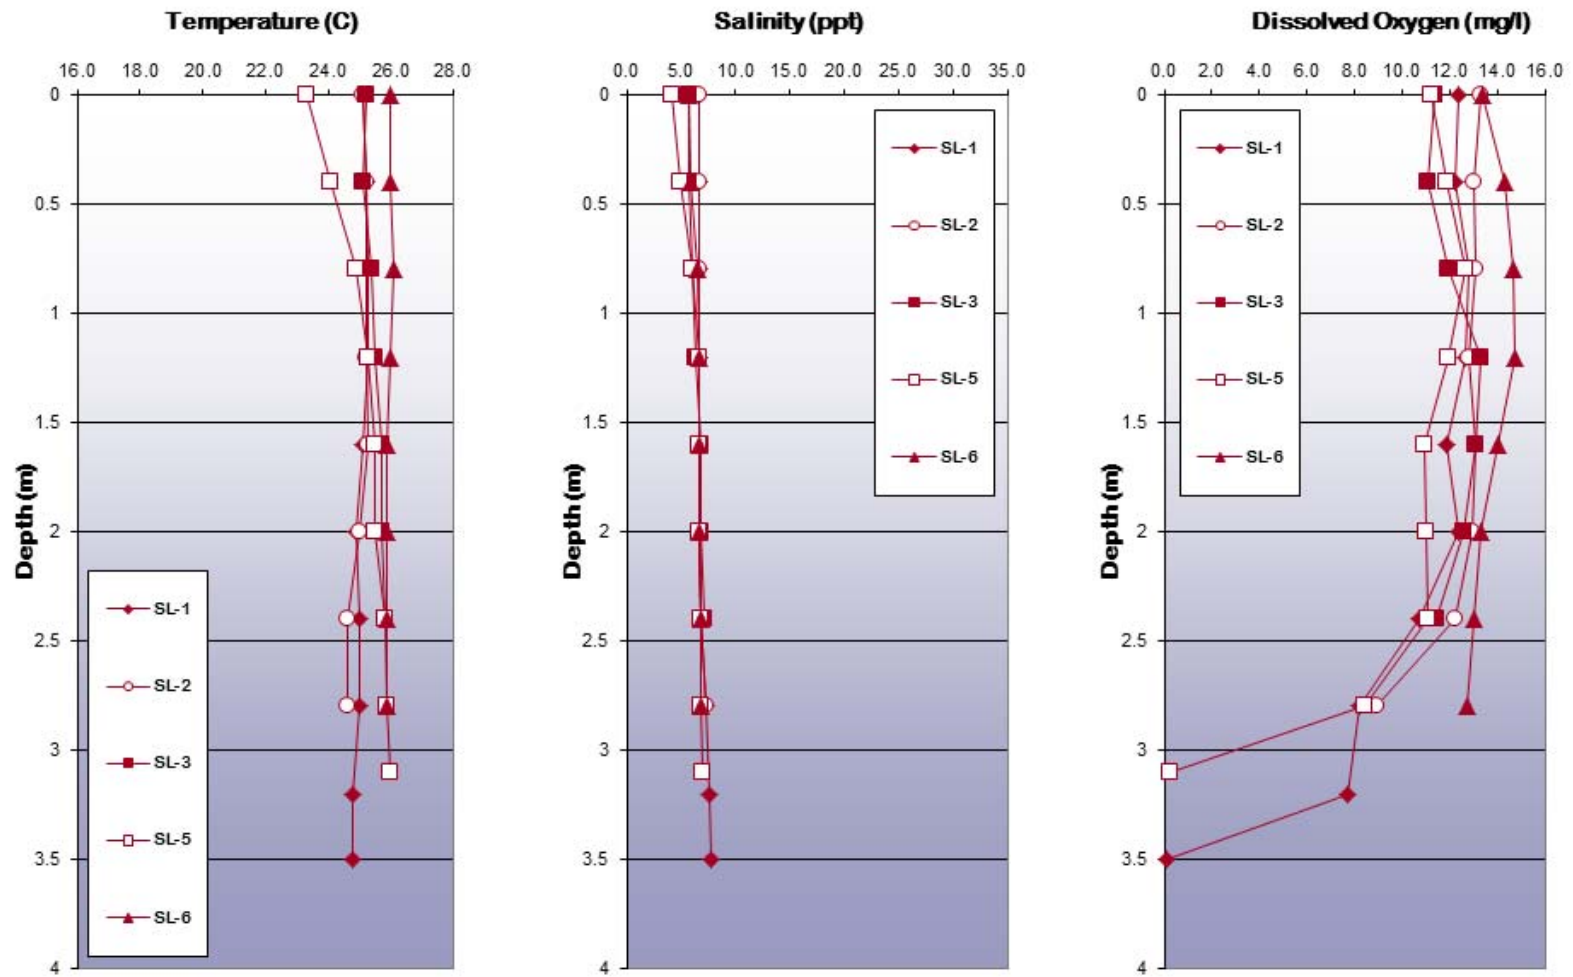 Temperature (C)
16.0 18.0 20.0 22.0 24.0 26.0 28.0
0
0.5
1
1.5
2
2.5
3
3.5
4
Depth (m)
SL-1
SL-2
SL-3
SL-5
SL-6
Salinity (ppt)
0.0 5.0 10.0 15.0 20.0 25.0 30.0 35.0
0
0.5
1
1.5
2
2.5
3
3.5
4
Depth (m)
SL-1
SL-2
SL-3
SL-5
SL-6
Dissolved Oxygen (mg/l)
0.0 2.0 4.0 6.0 8.0 10.0 12.0 14.0 16.0
0
0.5
1
1.5
2
2.5
3
3.5
4
Depth (m)
SL-1
SL-2
SL-3
SL-5
SL-6